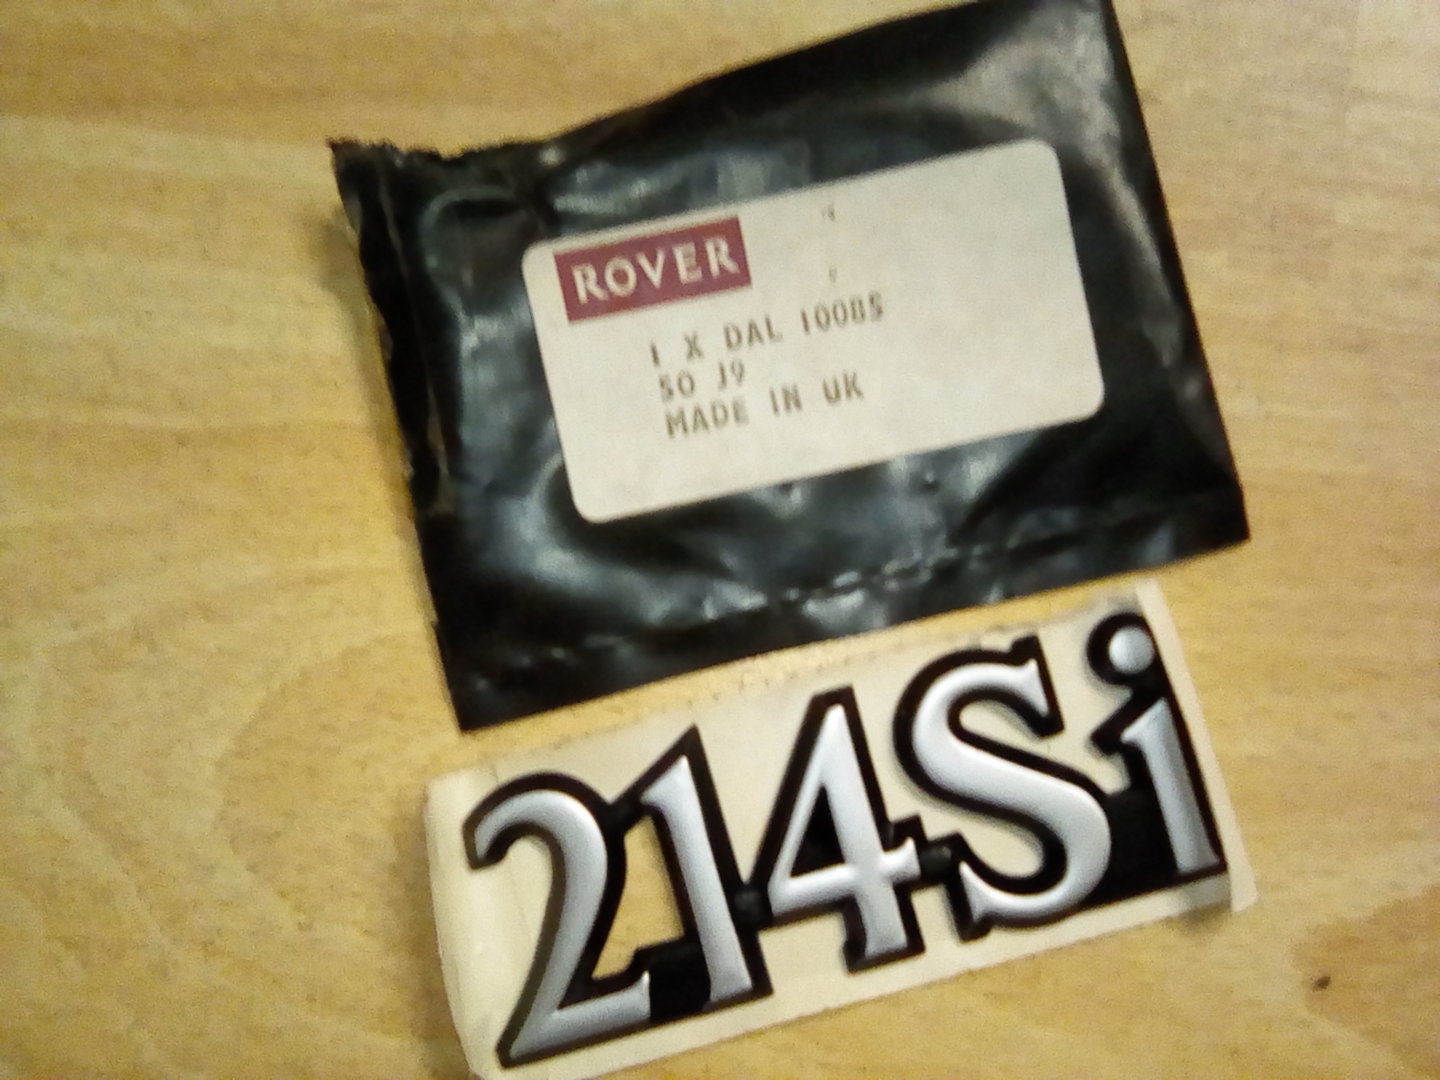 ROVER
1 X DAL 10085
50 J9
MADE IN UK
214Si